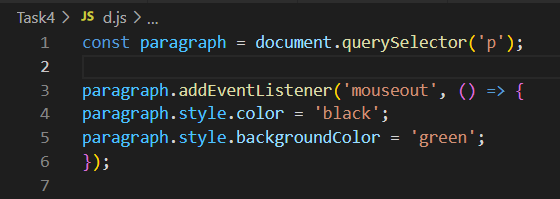 Task4 > JS d.js > ...
1 const paragraph = document.querySelector('p');
2
3 paragraph.addEventListener('mouseout', () => {
4 paragraph.style.color = 'black';
5 paragraph.style.backgroundColor = 'green';
6 });
7